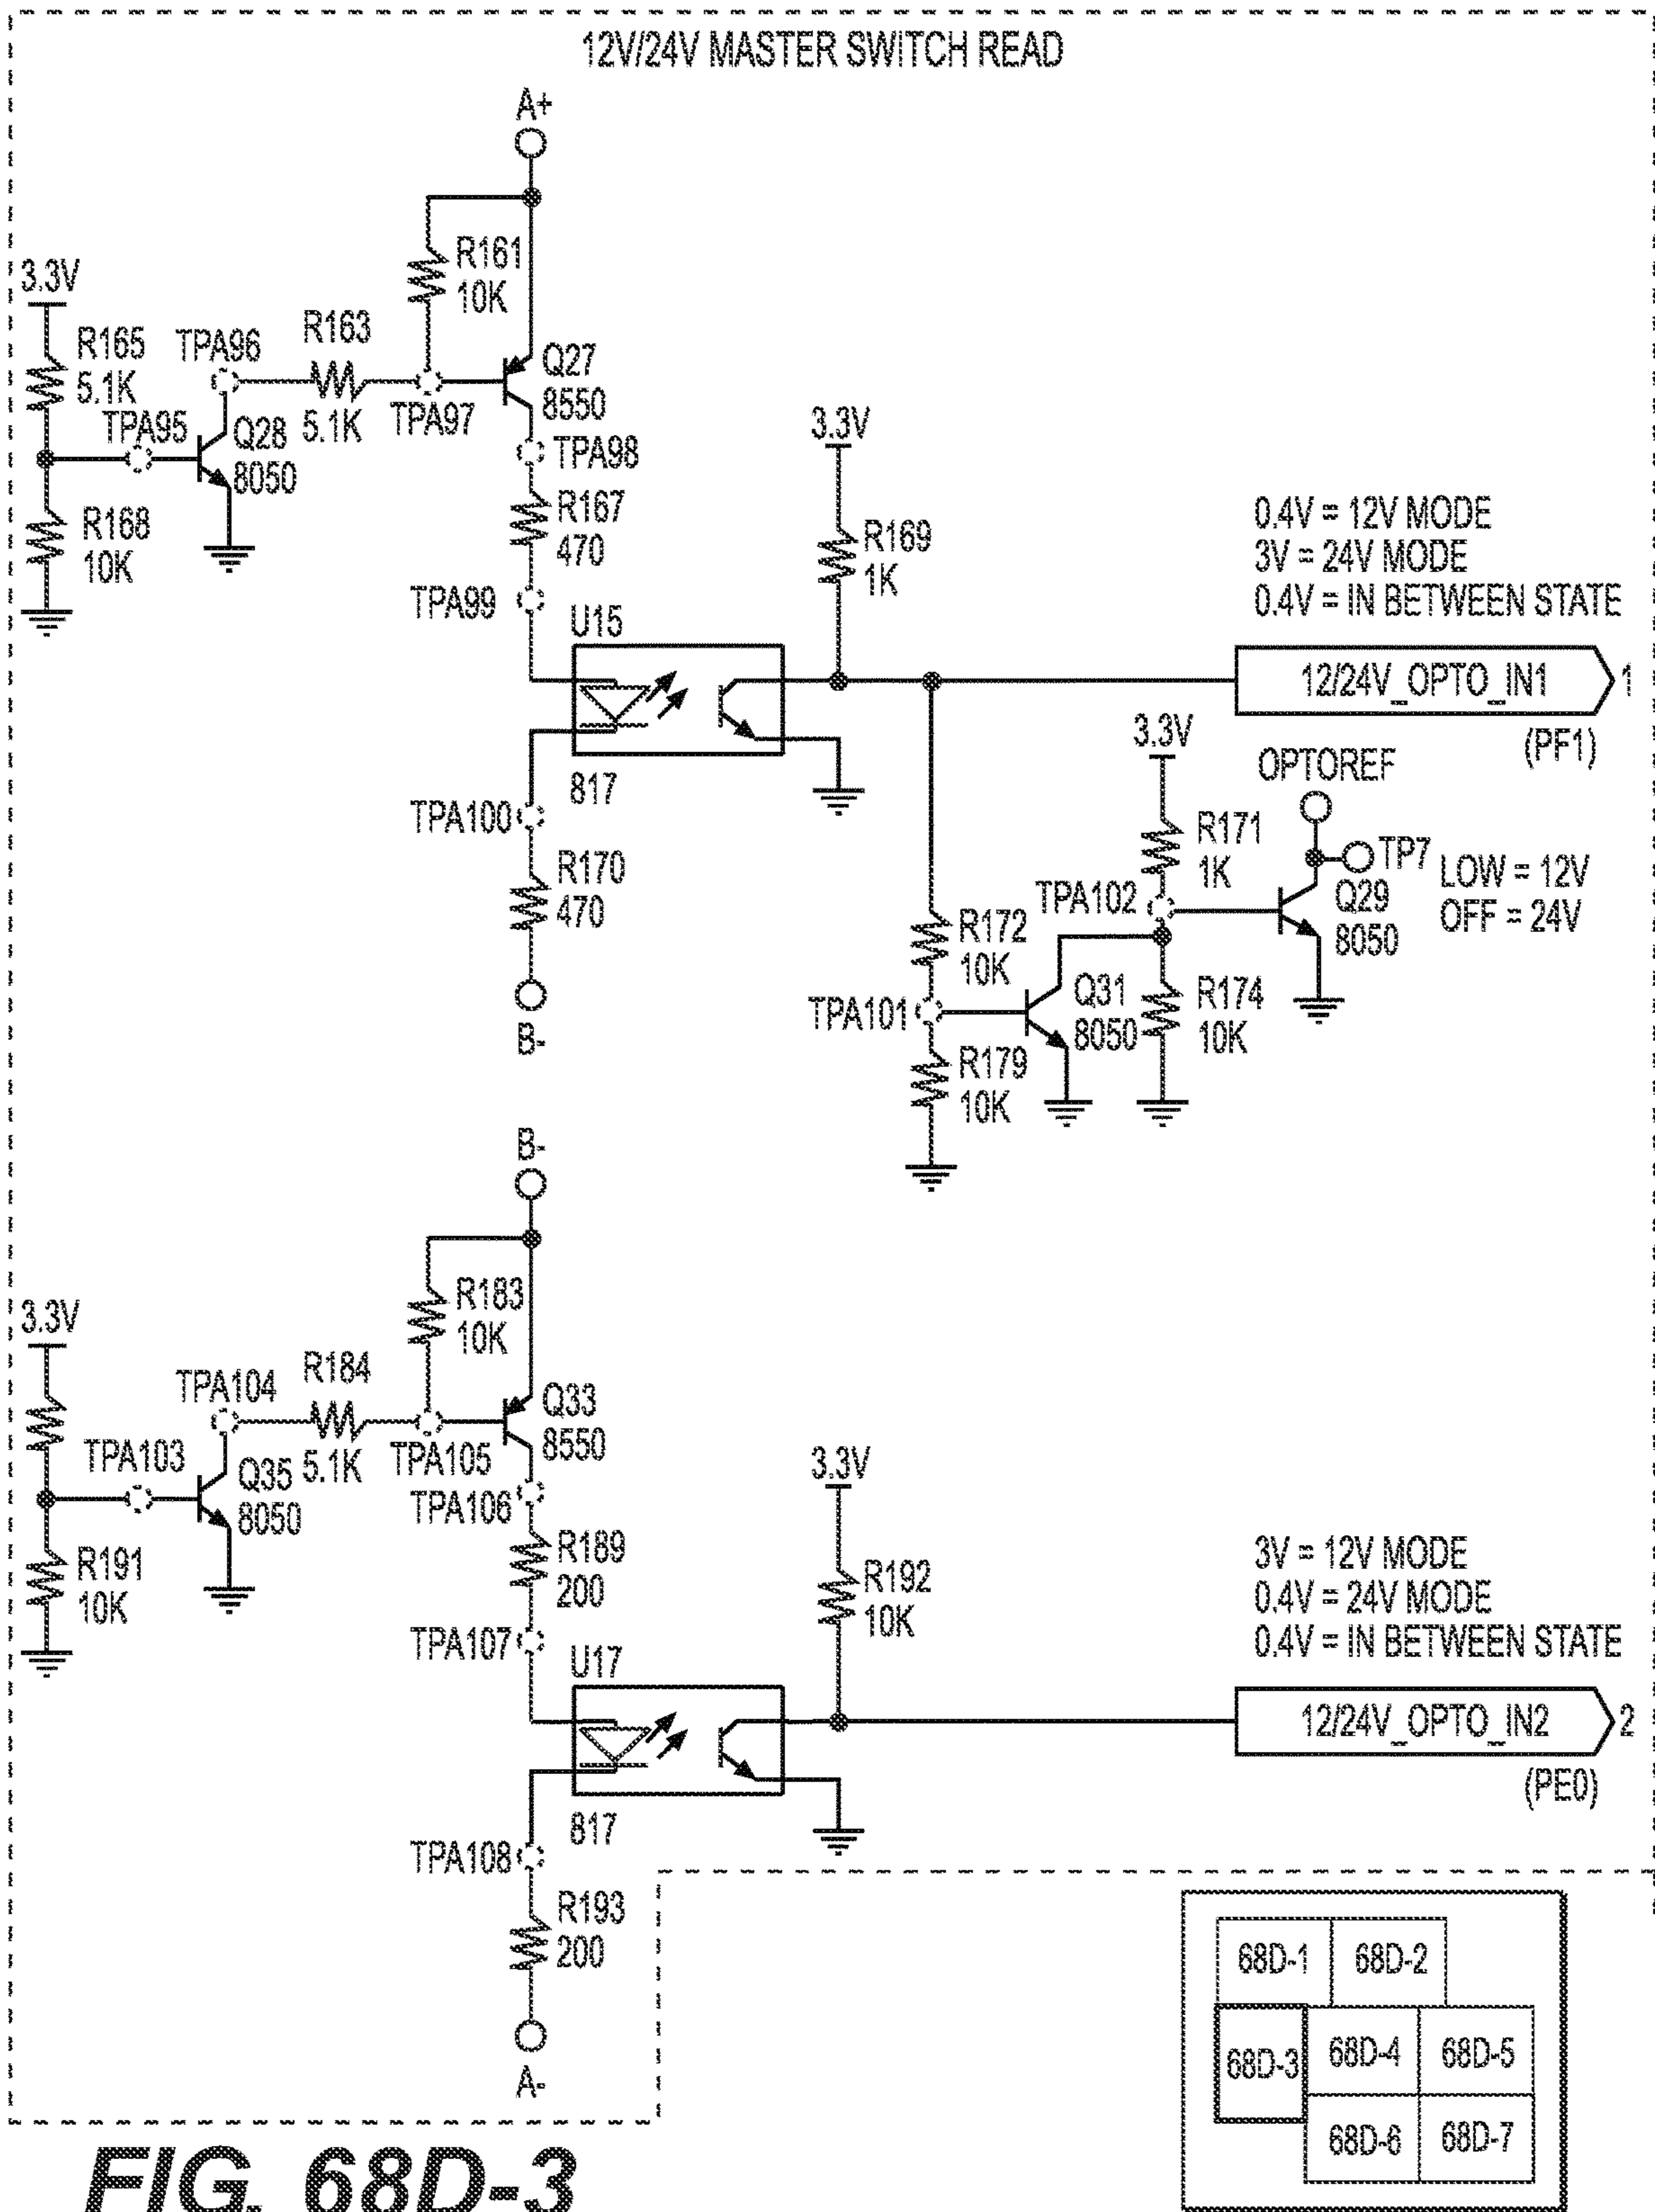 12V/24V MASTER SWITCH READ
A+
R161
10K
3.3V
R165
5.1K
TPA96
R163
5.1K
TPA97
Q27
8550
TPA95
Q28
8050
R168
10K
TPA98
R167
470
TPA99
3.3V
R169
1K
0.4V = 12V MODE
3V = 24V MODE
0.4V = IN BETWEEN STATE
U15
817
12/24V_OPTO_IN1
1
(PF1)
TPA100
R170
470
B-
3.3V
R171
1K
OPTOREF
TP7
LOW = 12V
OFF = 24V
Q29
8050
TPA102
R172
10K
TPA101
Q31
8050
R174
10K
R179
10K
B-
R183
10K
3.3V
TPA104
R184
5.1K
TPA105
Q33
8550
TPA103
Q35
8050
R191
10K
TPA106
R189
200
TPA107
3.3V
R192
10K
3V = 12V MODE
0.4V = 24V MODE
0.4V = IN BETWEEN STATE
U17
817
12/24V_OPTO_IN2
2
(PE0)
TPA108
R193
200
A-
68D-1
68D-2
68D-3
68D-4
68D-5
68D-6
68D-7
FIG. 68D-3